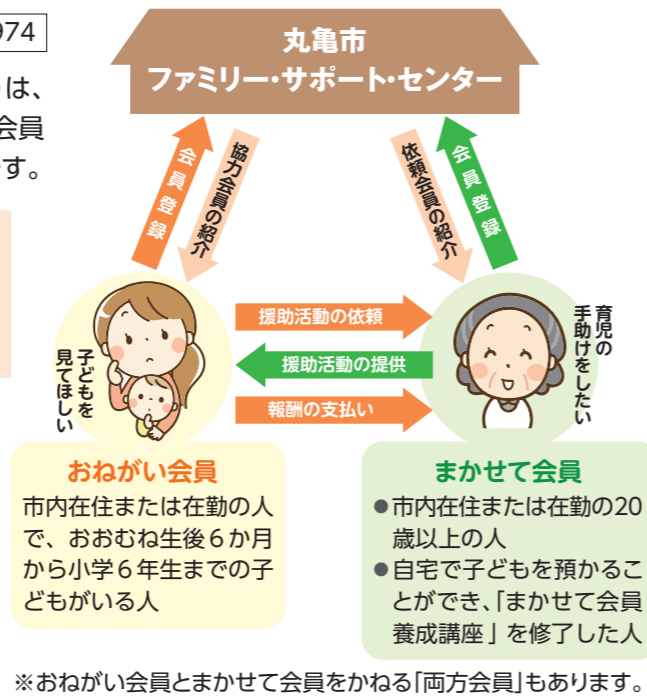 974
は、
会員
です。
丸亀市
ファミリー・サポート・センター
会員登録
協力会員の紹介
依頼会員の紹介
会員登録
子どもを
見てほしい
援助活動の依頼
援助活動の提供
報酬の支払い
育児の
手助けをしたい
おねがい会員
市内在住または在勤の人
で、おおむね生後6か月
から小学6年生までの子
どもがいる人
まかせて会員
●市内在住または在勤の20
歳以上の人
●自宅で子どもを預かるこ
とができ、「まかせて会員
養成講座」を修了した人
※おねがい会員とまかせて会員をかねる「両方会員」もあります。